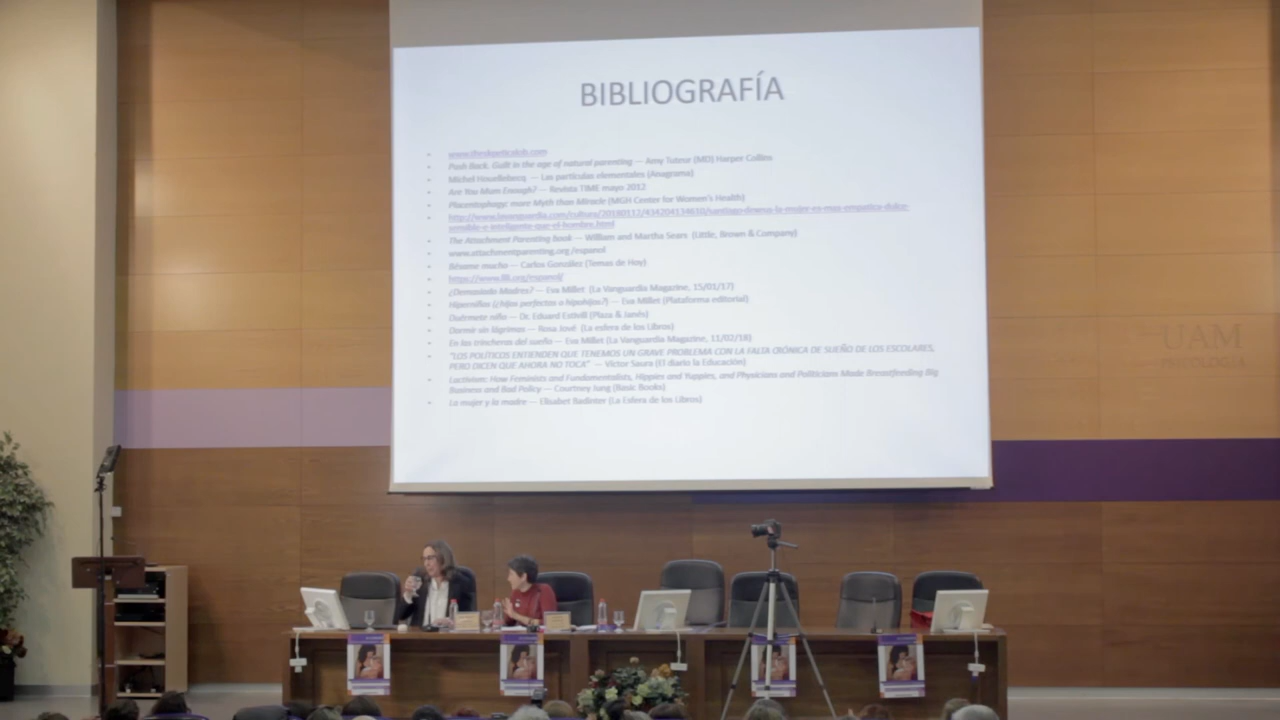 BIBLIOGRAFÍA
Push Back. Guilt in the age of natural parenting — Amy Tuteur (MD) Harper Collins
Michel Houellebecq — Las partículas elementales (Anagrama)
Are You Mum Enough? — Revista TIME mayo 2012
Placentophagy: more Myth than Miracle (MGH Center for Women's Health)
The Attachment Parenting book — William and Martha Sears (Little, Brown & Company)
www.attachmentparenting.org/espanol
Bésame mucho — Carlos González (Temas de Hoy)
https://www.llli.org/espanol/
¿Demasiado Madres? — Eva Millet (La Vanguardia Magazine, 15/01/17)
Hiperniños (¿hijos perfectos o hipohijos?) — Eva Millet (Plataforma editorial)
Duérmete niño — Dr. Eduard Estivill (Plaza & Janés)
Dormir sin lágrimas — Rosa Jové (La esfera de los Libros)
En las trincheras del sueño — Eva Millet (La Vanguardia Magazine, 11/02/18)
"LOS POLÍTICOS ENTIENDEN QUE TENEMOS UN GRAVE PROBLEMA CON LA FALTA CRÓNICA DE SUEÑO DE LOS ESCOLARES,
PERO DICEN QUE AHORA NO TOCA" — Víctor Saura (El diario la Educación)
Lactivism: How Feminists and Fundamentalists, Hippies and Yuppies, and Physicians and Politicians Made Breastfeeding Big
Business and Bad Policy — Courtney Jung (Basic Books)
La mujer y la madre — Elisabet Badinter (La Esfera de los Libros)
UAM
PSICOLOGÍA